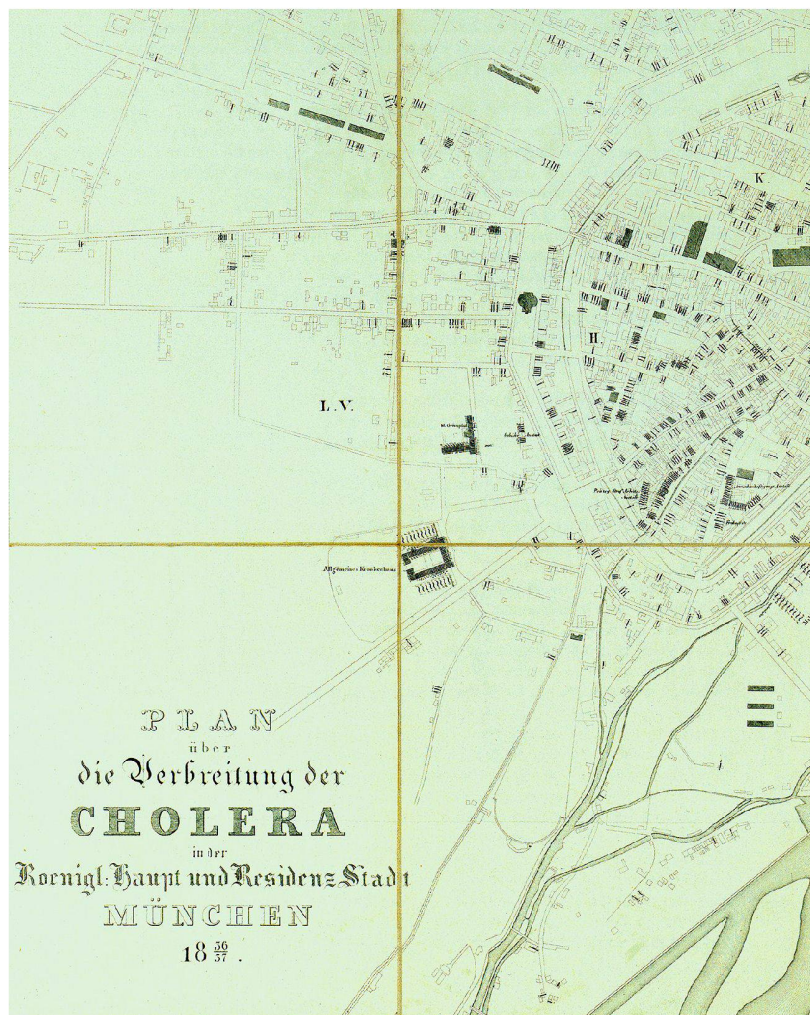 K
II.
L.V.
Allgemeines Krankenhaus
PLAN
über
die Verbreitung der
CHOLERA
in der
Koenigl: Haupt und Residenz Stadt
MÜNCHEN
18 36/37 .